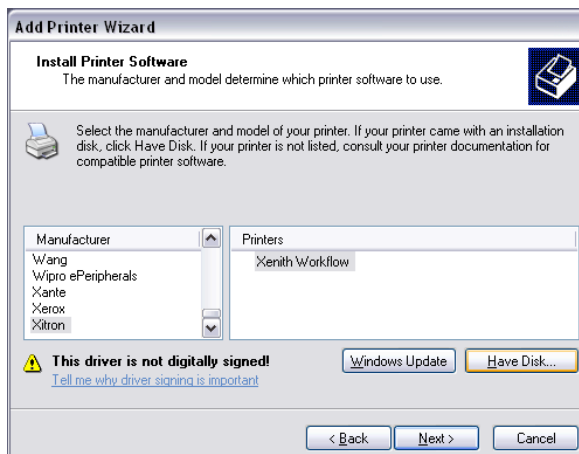 Add Printer Wizard
Install Printer Software
The manufacturer and model determine which printer software to use.
Select the manufacturer and model of your printer. If your printer came with an installation
disk, click Have Disk. If your printer is not listed, consult your printer documentation for
compatible printer software.
Manufacturer
Wang
Wipro ePeripherals
Xante
Xerox
Xitron
Printers
Xenith Workflow
This driver is not digitally signed!
Tell me why driver signing is important
Windows Update
Have Disk...
< Back
Next >
Cancel